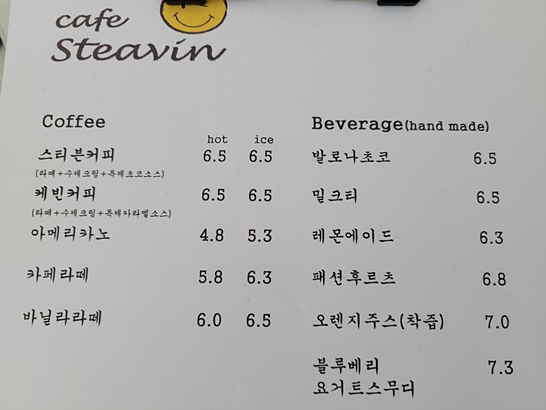 cafe
Steavin
Coffee
hot ice
스티븐커피 6.5 6.5
(라떼+수제크림+특제초코소스)
케빈커피 6.5 6.5
(라떼+수제크림+특제카라멜소스)
아메리카노 4.8 5.3
카페라떼 5.8 6.3
바닐라라떼 6.0 6.5
Beverage(hand made)
발로나초코 6.5
밀크티 6.5
레몬에이드 6.3
패션후르츠 6.8
오렌지주스(착즙) 7.0
블루베리 7.3
요거트스무디